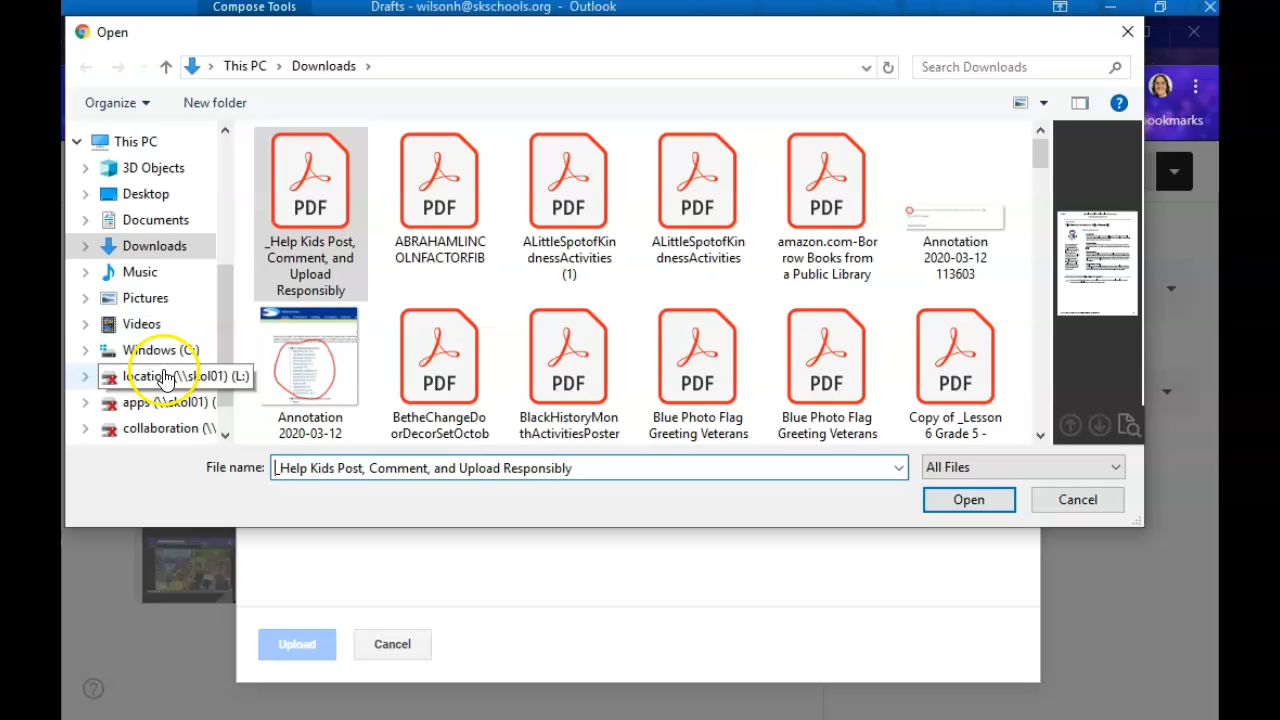 Compose Tools
Drafts - wilsonh@skschools.org - Outlook
Open
This PC > Downloads >
Search Downloads
Organize
New folder
ookmarks
This PC
3D Objects
Desktop
Documents
Downloads
Music
Pictures
Videos
Windows (C:)
location (\\skol01) (L:)
apps (\\skol01) (
collaboration (\\
PDF
PDF
PDF
PDF
PDF
_Help Kids Post,
Comment, and
Upload
Responsibly
ABRAHAMLINC
OLNFACTORFIB
ALittleSpotofKin
dnessActivities
(1)
ALittleSpotofKin
dnessActivities
amazon.com-Bor
row Books from
a Public Library
Annotation
2020-03-12
113603
PDF
PDF
PDF
PDF
PDF
Annotation
2020-03-12
BetheChangeDo
orDecorSetOctob
BlackHistoryMon
thActivitiesPoster
Blue Photo Flag
Greeting Veterans
Blue Photo Flag
Greeting Veterans
Copy of _Lesson
6 Grade 5 -
File name:
_Help Kids Post, Comment, and Upload Responsibly
All Files
Open
Cancel
Upload
Cancel